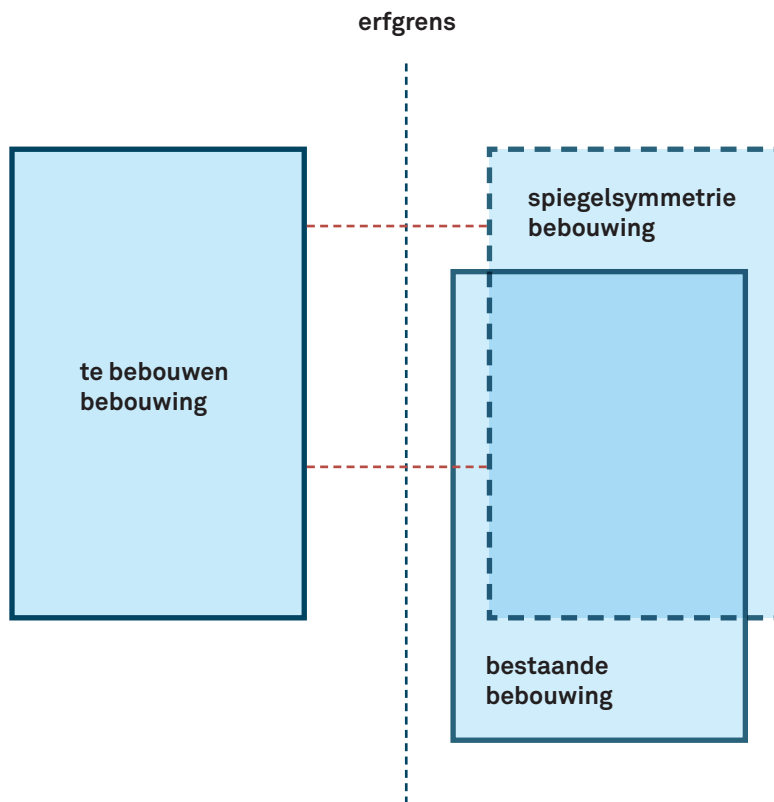 erfgrens
spiegelsymmetrie
bebouwing
te bebouwen
bebouwing
bestaande
bebouwing